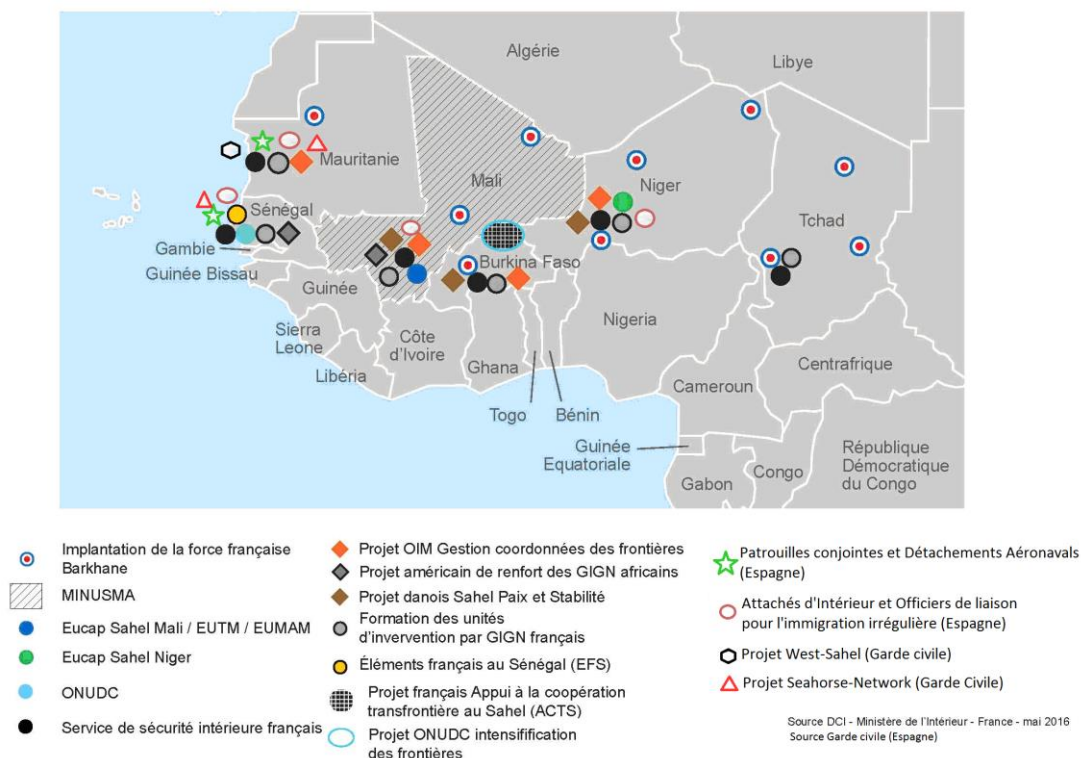 Algérie
Libye
Mauritanie
Mali
Niger
Tchad
Sénégal
Gambie
Guinée Bissau
Guinée
Burkina Faso
Sierra
Leone
Libéria
Côte
d'Ivoire
Ghana
Togo
Bénin
Nigeria
Cameroun
Centrafrique
Guinée
Equatoriale
Gabon
Congo
République
Démocratique
du Congo
Implantation de la force française
Barkhane
MINUSMA
Eucap Sahel Mali / EUTM / EUMAM
Eucap Sahel Niger
ONUDC
Service de sécurité intérieure français
Projet OIM Gestion coordonnées des frontières
Projet américain de renfort des GIGN africains
Projet danois Sahel Paix et Stabilité
Formation des unités
d'invervention par GIGN français
Éléments français au Sénégal (EFS)
Projet français Appui à la coopération
transfrontière au Sahel (ACTS)
Projet ONUDC intensifification
des frontières
Patrouilles conjointes et Détachements Aéronavals
(Espagne)
Attachés d'Intérieur et Officiers de liaison
pour l'immigration irrégulière (Espagne)
Projet West-Sahel (Garde civile)
Projet Seahorse-Network (Garde Civile)
Source DCI - Ministère de l'Intérieur - France - mai 2016
Source Garde civile (Espagne)